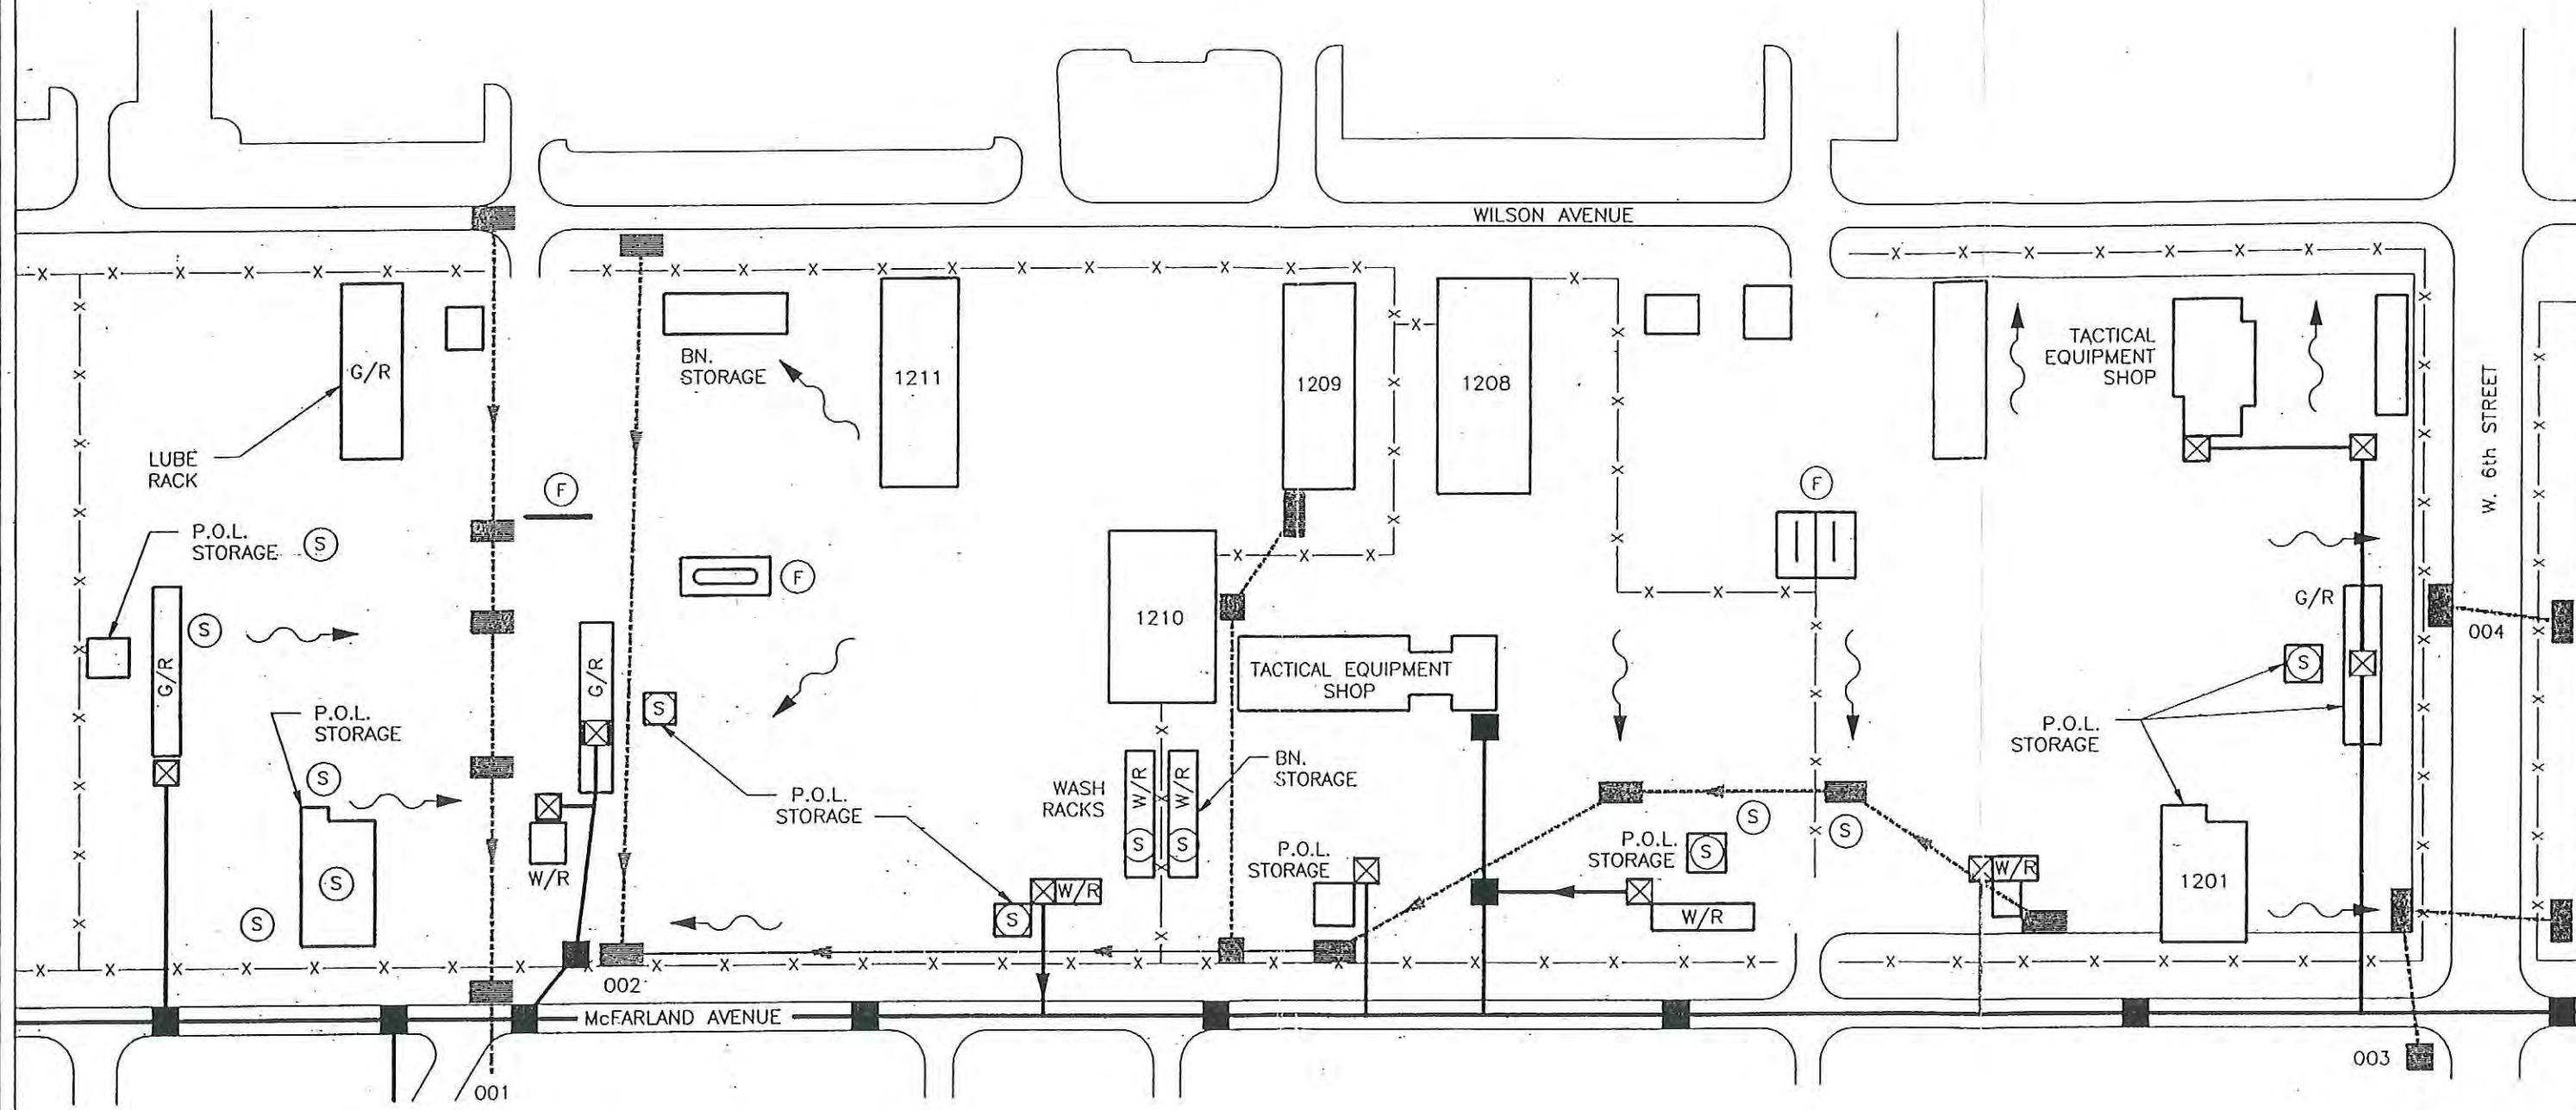 WILSON AVENUE
G/R
LUBE
RACK
BN.
STORAGE
1211
1209
1208
TACTICAL
EQUIPMENT
SHOP
W. 6th STREET
F
F
F
P.O.L.
STORAGE
S
S
G/R
P.O.L.
STORAGE
S
S
S
G/R
W/R
S
P.O.L.
STORAGE
S
W/R
1210
TACTICAL EQUIPMENT
SHOP
WASH
RACKS
W/R
W/R
S
S
BN.
STORAGE
P.O.L.
STORAGE
P.O.L.
STORAGE
S
S
S
W/R
W/R
G/R
S
P.O.L.
STORAGE
1201
004
002
McFARLAND AVENUE
001
003